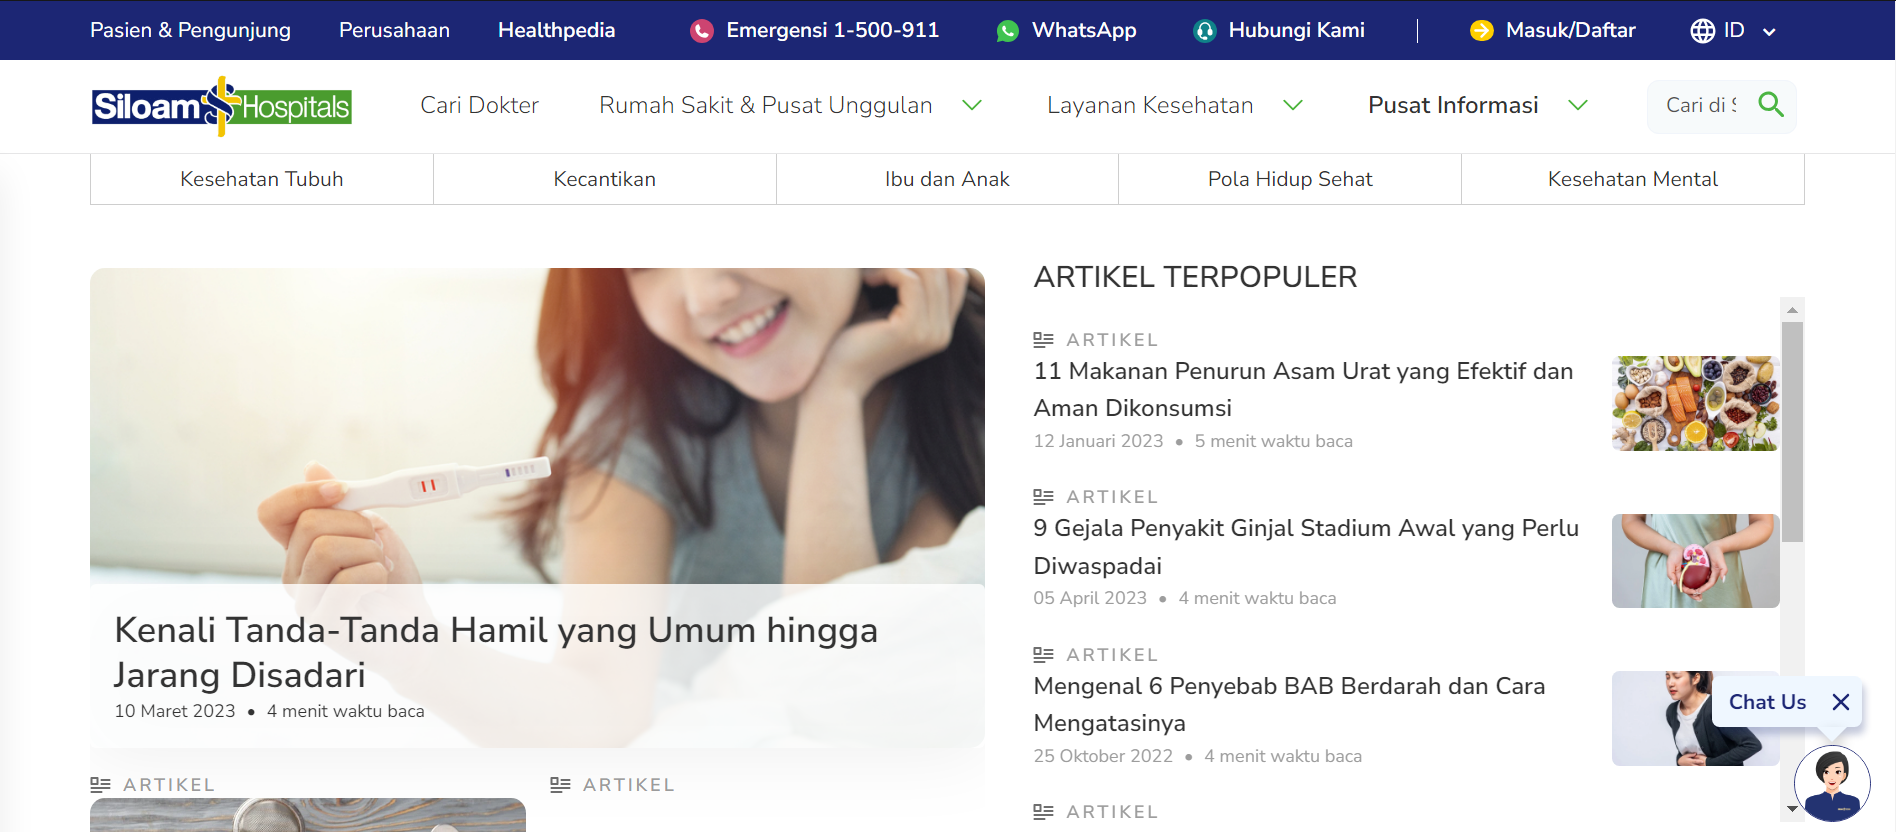 Pasien & Pengunjung
Perusahaan
Healthpedia
Emergensi 1-500-911
WhatsApp
Hubungi Kami
Masuk/Daftar
ID
Siloam Hospitals
Cari Dokter
Rumah Sakit & Pusat Unggulan
Layanan Kesehatan
Pusat Informasi
Cari di
Kesehatan Tubuh
Kecantikan
Ibu dan Anak
Pola Hidup Sehat
Kesehatan Mental
Kenali Tanda-Tanda Hamil yang Umum hingga
Jarang Disadari
10 Maret 2023 • 4 menit waktu baca
ARTIKEL
ARTIKEL
ARTIKEL TERPOPULER
ARTIKEL
11 Makanan Penurun Asam Urat yang Efektif dan
Aman Dikonsumsi
12 Januari 2023 • 5 menit waktu baca
ARTIKEL
9 Gejala Penyakit Ginjal Stadium Awal yang Perlu
Diwaspadai
05 April 2023 • 4 menit waktu baca
ARTIKEL
Mengenal 6 Penyebab BAB Berdarah dan Cara
Mengatasinya
25 Oktober 2022 • 4 menit waktu baca
ARTIKEL
Chat Us